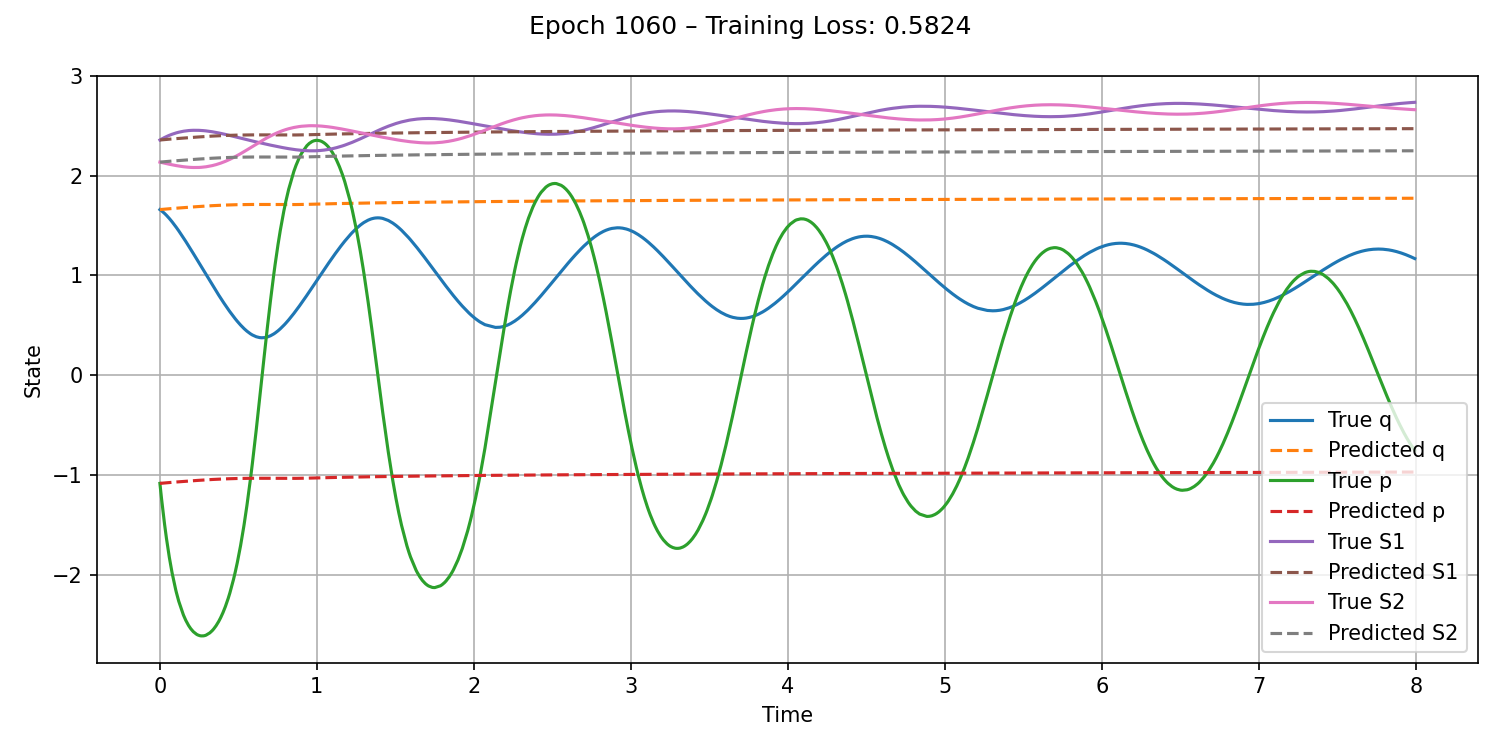 Epoch 1060 – Training Loss: 0.5824
3
2
1
0
−1
−2
State
0 1 2 3 4 5 6 7 8
Time
True q
Predicted q
True p
Predicted p
True S1
Predicted S1
True S2
Predicted S2